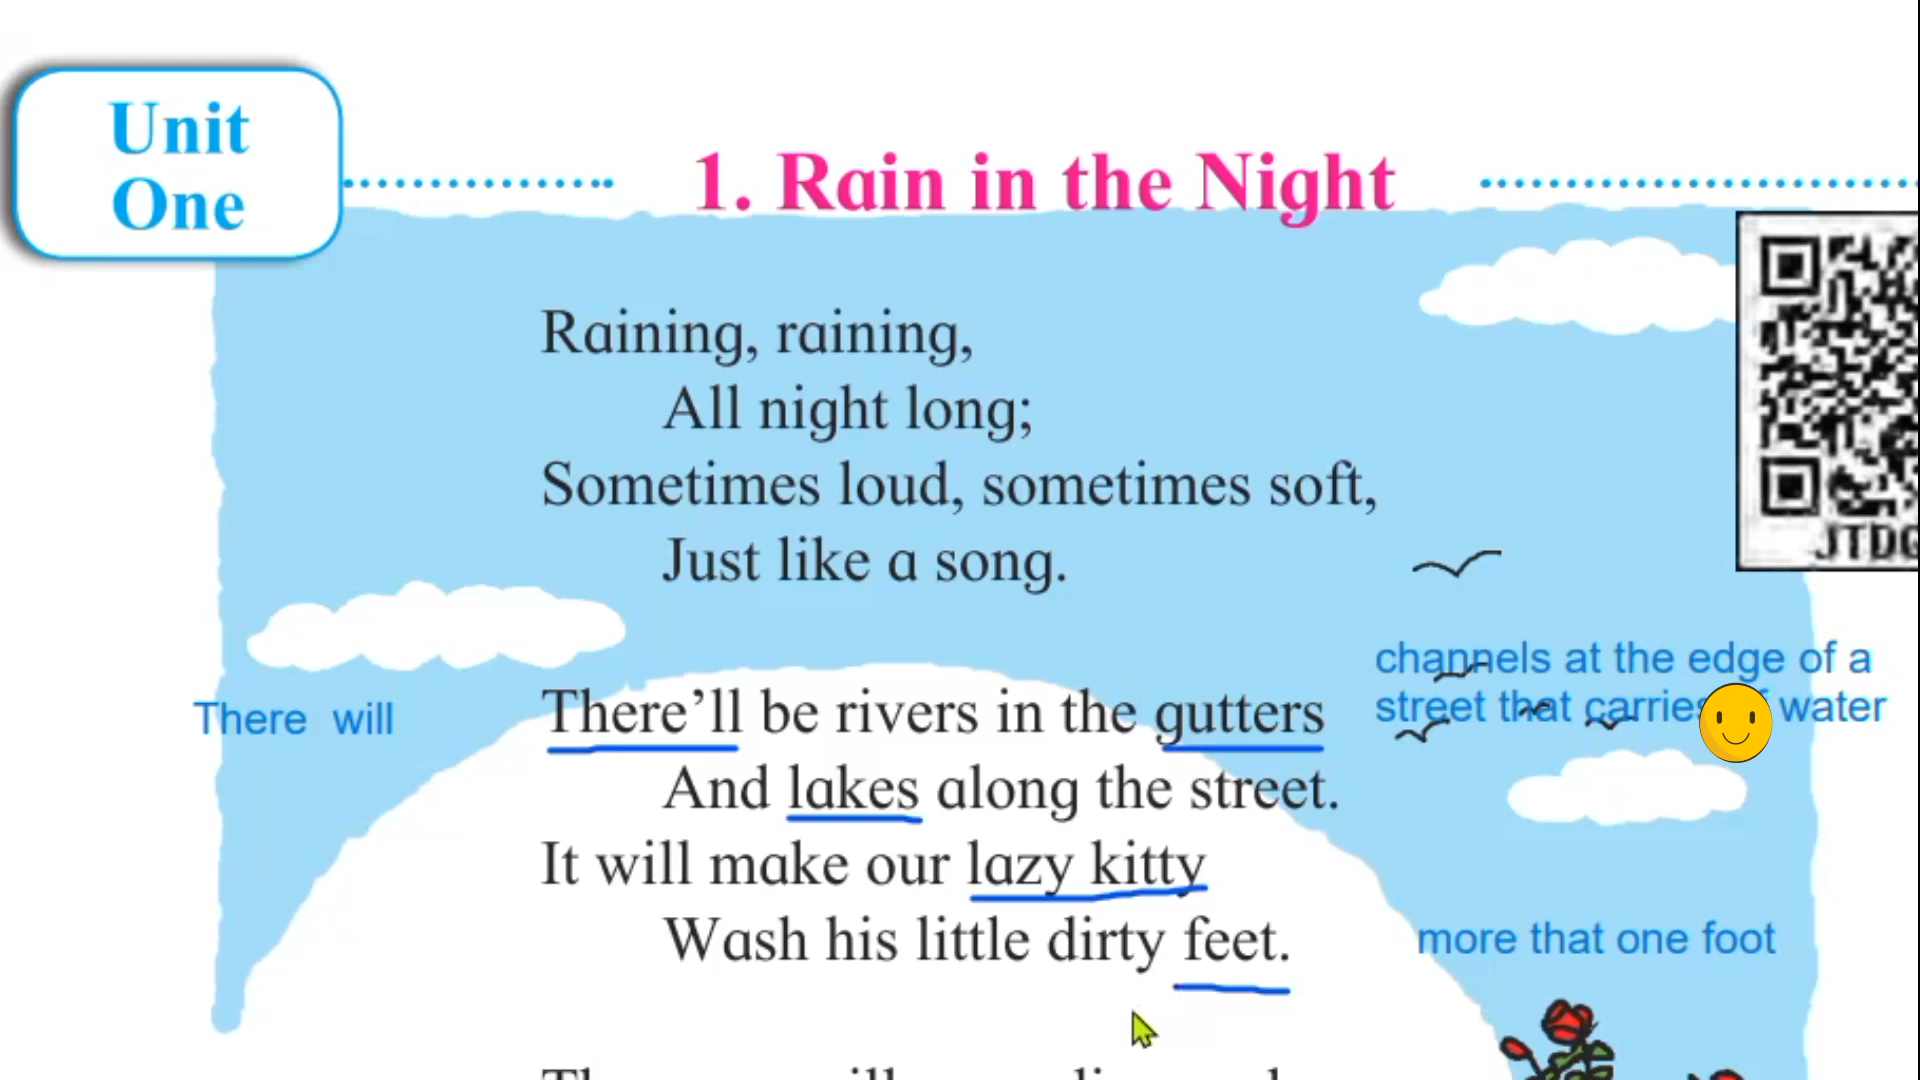 Unit
One
1. Rain in the Night
Raining, raining,
All night long;
Sometimes loud, sometimes soft,
Just like a song.
channels at the edge of a
street that carries water
There will
There'll be rivers in the gutters
And lakes along the street.
It will make our lazy kitty
Wash his little dirty feet.
more that one foot